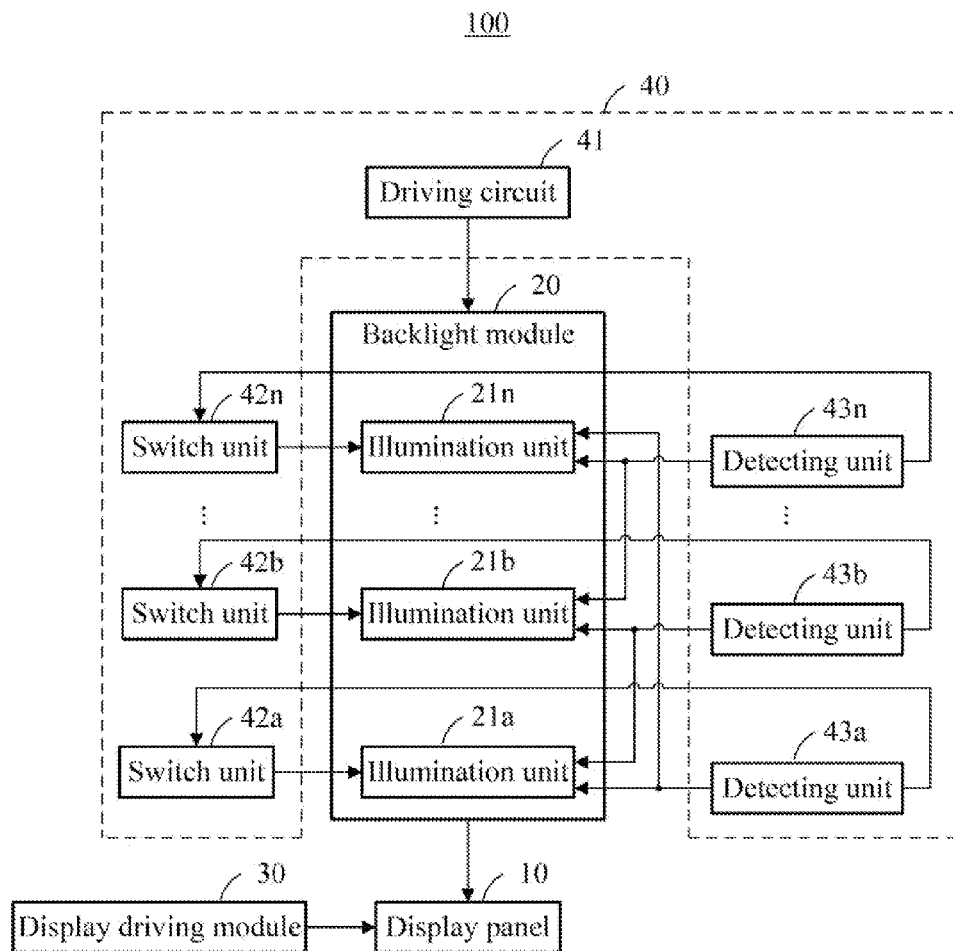 100
40
41
Driving circuit
20
Backlight module
42n
21n
43n
Switch unit
Illumination unit
Detecting unit
...
...
...
42b
21b
43b
Switch unit
Illumination unit
Detecting unit
42a
21a
43a
Switch unit
Illumination unit
Detecting unit
30
10
Display driving module
Display panel